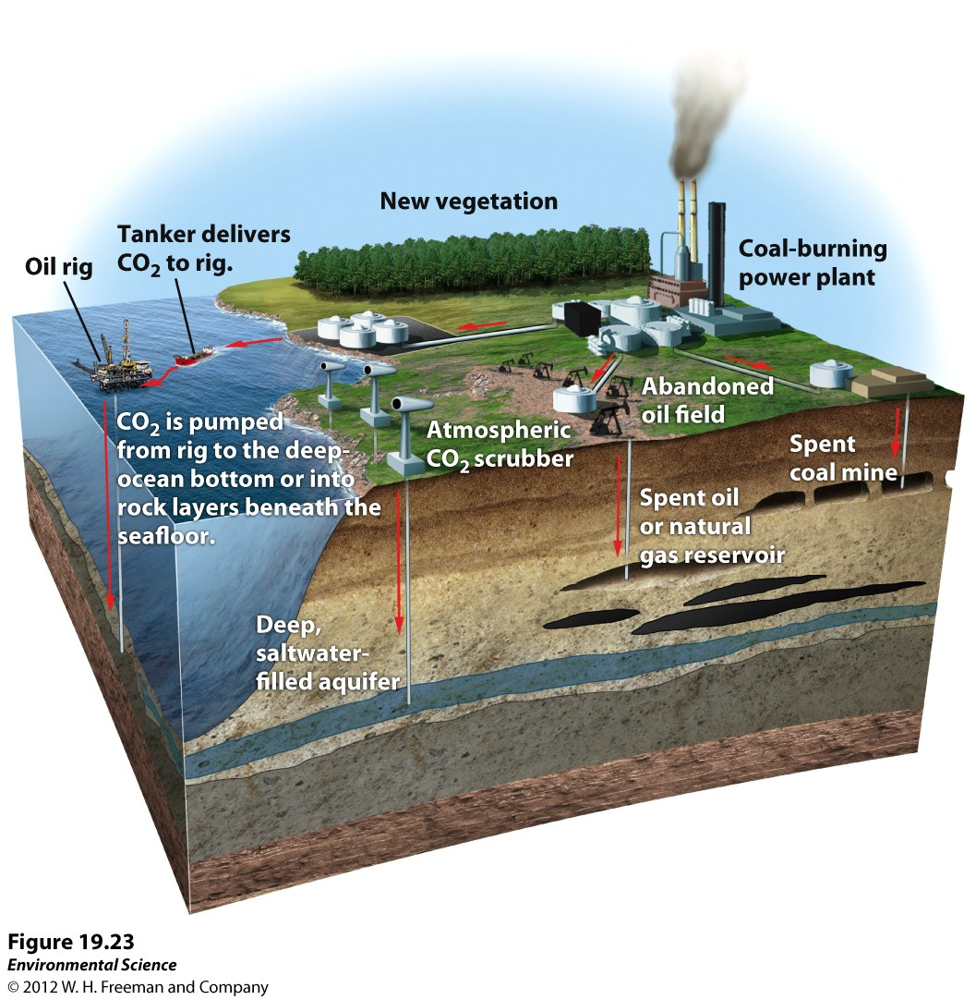 New vegetation
Tanker delivers
CO₂ to rig.
Oil rig
Coal-burning
power plant
Abandoned
oil field
Atmospheric
CO₂ scrubber
CO₂ is pumped
from rig to the deep-
ocean bottom or into
rock layers beneath the
seafloor.
Spent
coal mine
Spent oil
or natural
gas reservoir
Deep,
saltwater-
filled aquifer
Figure 19.23
Environmental Science
© 2012 W. H. Freeman and Company